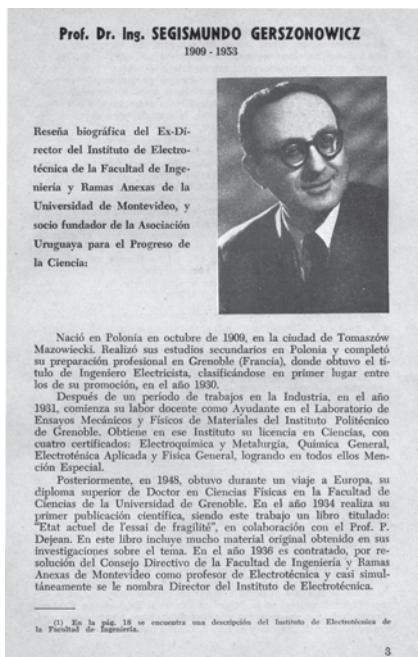 Prof. Dr. Ing. SEGISMUNDO GERSZONOWICZ
1909 - 1953
Reseña biográfica del Ex-Di-
rector del Instituto de Electro-
técnica de la Facultad de Inge-
niería y Ramas Anexas de la
Universidad de Montevideo, y
socio fundador de la Asociación
Uruguaya para el Progreso de
la Ciencia:
Nació en Polonia en octubre de 1909, en la ciudad de Tomaszów
Mazowiecki. Realizó sus estudios secundarios en Polonia y completó
su preparación profesional en Grenoble (Francia), donde obtuvo el tí-
tulo de Ingeniero Electricista, clasificándose en primer lugar entre
los de su promoción, en el año 1930.
Después de un período de trabajos en la Industria, en el año
1931, comienza su labor docente como Ayudante en el Laboratorio de
Ensayos Mecánicos y Físicos de Materiales del Instituto Politécnico
de Grenoble. Obtiene en ese Instituto su licencia en Ciencias, con
cuatro certificados: Electroquímica y Metalurgia, Química General,
Electroténica Aplicada y Física General, logrando en todos ellos Men-
ción Especial.
Posteriormente, en 1948, obtuvo durante un viaje a Europa, su
diploma superior de Doctor en Ciencias Físicas en la Facultad de
Ciencias de la Universidad de Grenoble. En el año 1934 realiza su
primer publicación científica, siendo este trabajo un libro titulado:
"Etat actuel de l'essai de fragilité", en colaboración con el Prof. P.
Dejean. En este libro incluye mucho material original obtenido en sus
investigaciones sobre el tema. En el año 1936 es contratado, por re-
solución del Consejo Directivo de la Facultad de Ingeniería y Ramas
Anexas de Montevideo como profesor de Electrotécnica y casi simul-
táneamente se le nombra Director del Instituto de Electrotécnica.
(1) En la pág. 18 se encuentra una descripción del Instituto de Electrotécnica de
la Facultad de Ingeniería.
3